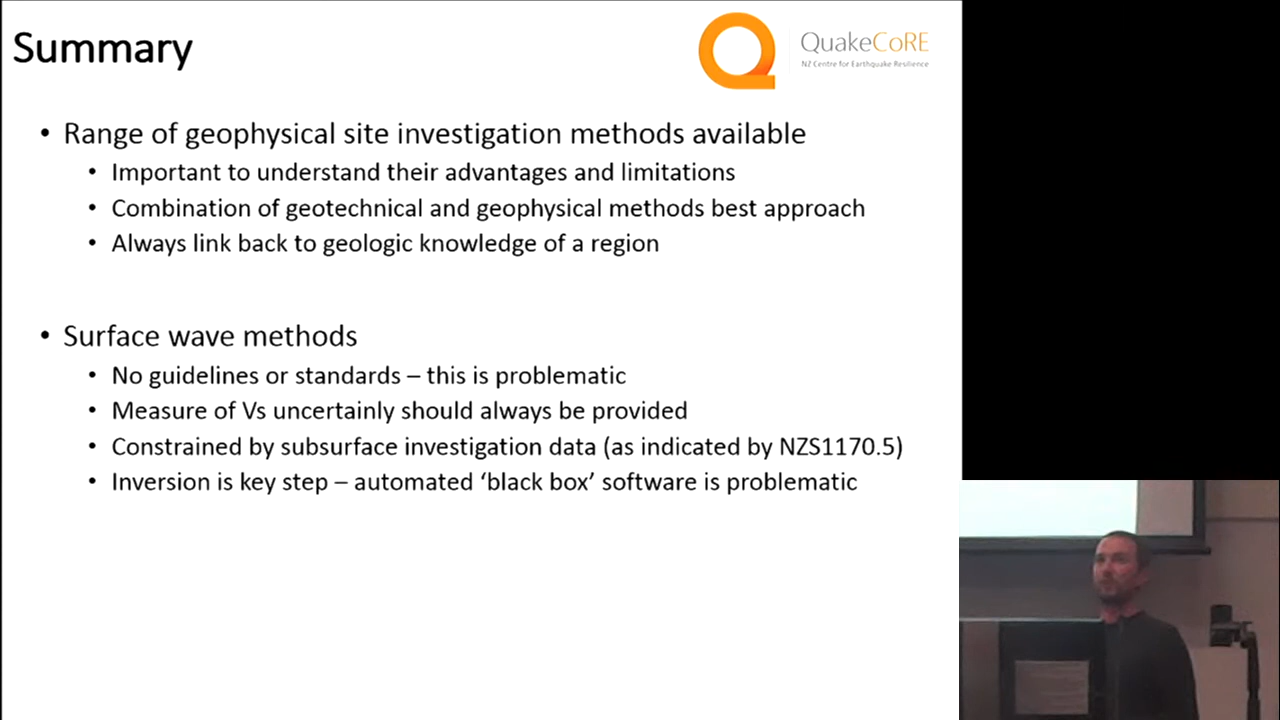 Summary
QuakeCoRE
NZ Centre for Earthquake Resilience
• Range of geophysical site investigation methods available
• Important to understand their advantages and limitations
• Combination of geotechnical and geophysical methods best approach
• Always link back to geologic knowledge of a region
• Surface wave methods
• No guidelines or standards – this is problematic
• Measure of Vs uncertainly should always be provided
• Constrained by subsurface investigation data (as indicated by NZS1170.5)
• Inversion is key step – automated ‘black box’ software is problematic